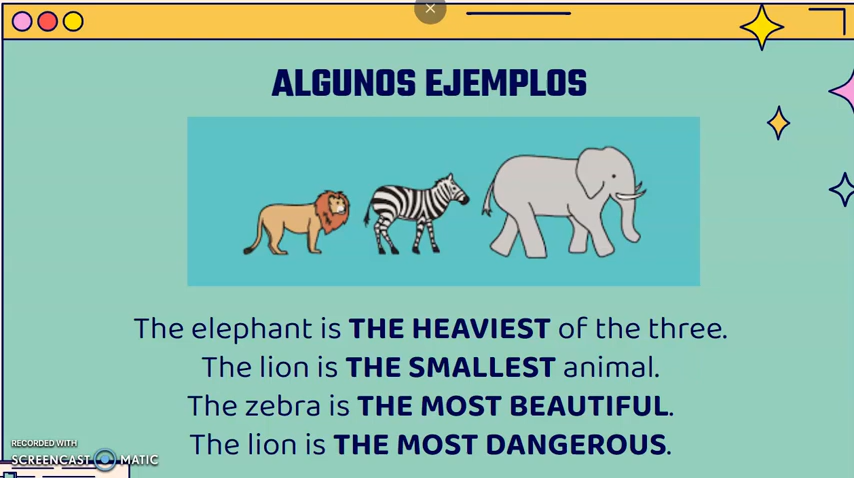 ALGUNOS EJEMPLOS
The elephant is THE HEAVIEST of the three.
The lion is THE SMALLEST animal.
The zebra is THE MOST BEAUTIFUL.
The lion is THE MOST DANGEROUS.
RECORDED WITH
SCREENCAST MATIC